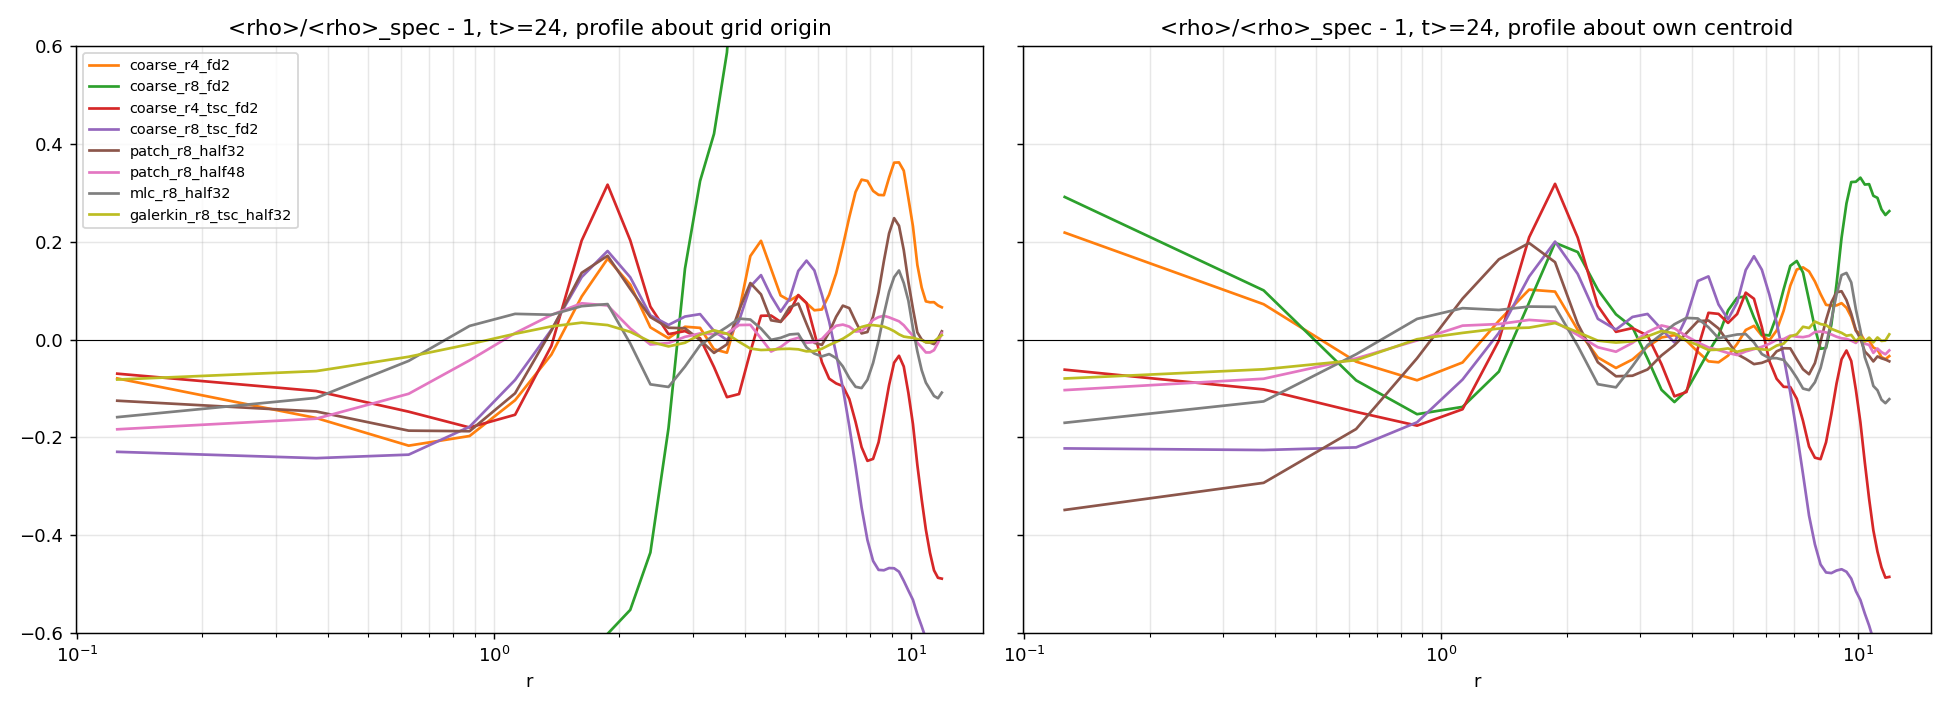 <rho>/<rho>_spec - 1, t>=24, profile about grid origin
0.6
0.4
0.2
0.0
−0.2
−0.4
−0.6
coarse_r4_fd2
coarse_r8_fd2
coarse_r4_tsc_fd2
coarse_r8_tsc_fd2
patch_r8_half32
patch_r8_half48
mlc_r8_half32
galerkin_r8_tsc_half32
10⁻¹ 10⁰ 10¹
r
<rho>/<rho>_spec - 1, t>=24, profile about own centroid
10⁻¹ 10⁰ 10¹
r